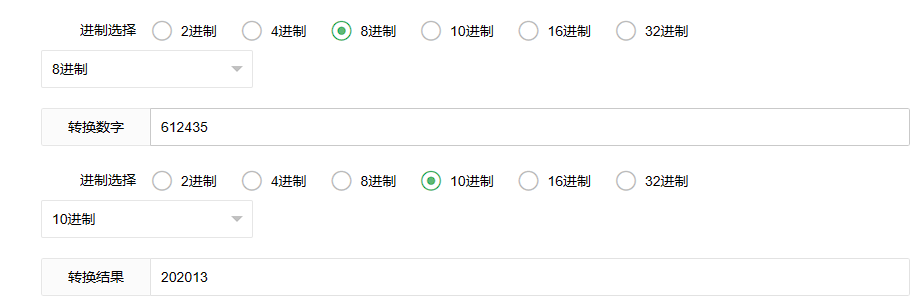 进制选择 2进制 4进制 8进制 10进制 16进制 32进制
8进制
转换数字 612435
进制选择 2进制 4进制 8进制 10进制 16进制 32进制
10进制
转换结果 202013